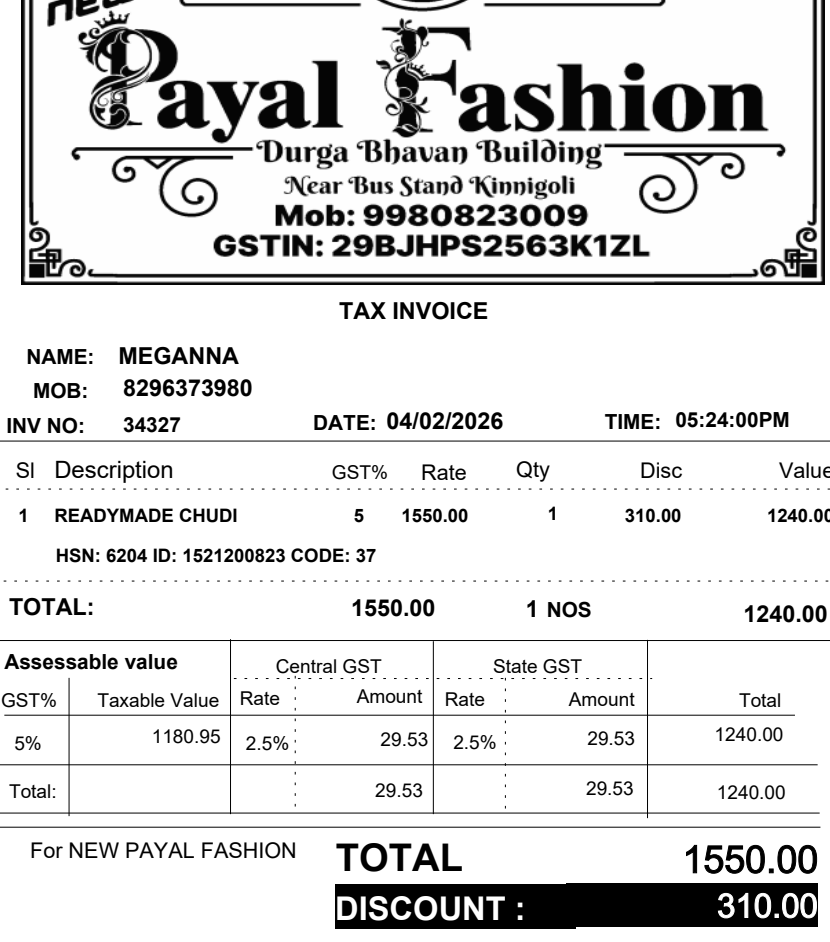 new
Payal Fashion
Durga Bhavan Building
Near Bus Stand Kinnigoli
Mob: 9980823009
GSTIN: 29BJHPS2563K1ZL
TAX INVOICE
NAME: MEGANNA
MOB: 8296373980
INV NO: 34327 DATE: 04/02/2026 TIME: 05:24:00PM
Sl Description GST% Rate Qty Disc Value
1 READYMADE CHUDI 5 1550.00 1 310.00 1240.00
HSN: 6204 ID: 1521200823 CODE: 37
TOTAL: 1550.00 1 NOS 1240.00
Assessable value Central GST State GST
GST% Taxable Value Rate Amount Rate Amount Total
5% 1180.95 2.5% 29.53 2.5% 29.53 1240.00
Total: 29.53 29.53 1240.00
For NEW PAYAL FASHION TOTAL 1550.00
DISCOUNT : 310.00